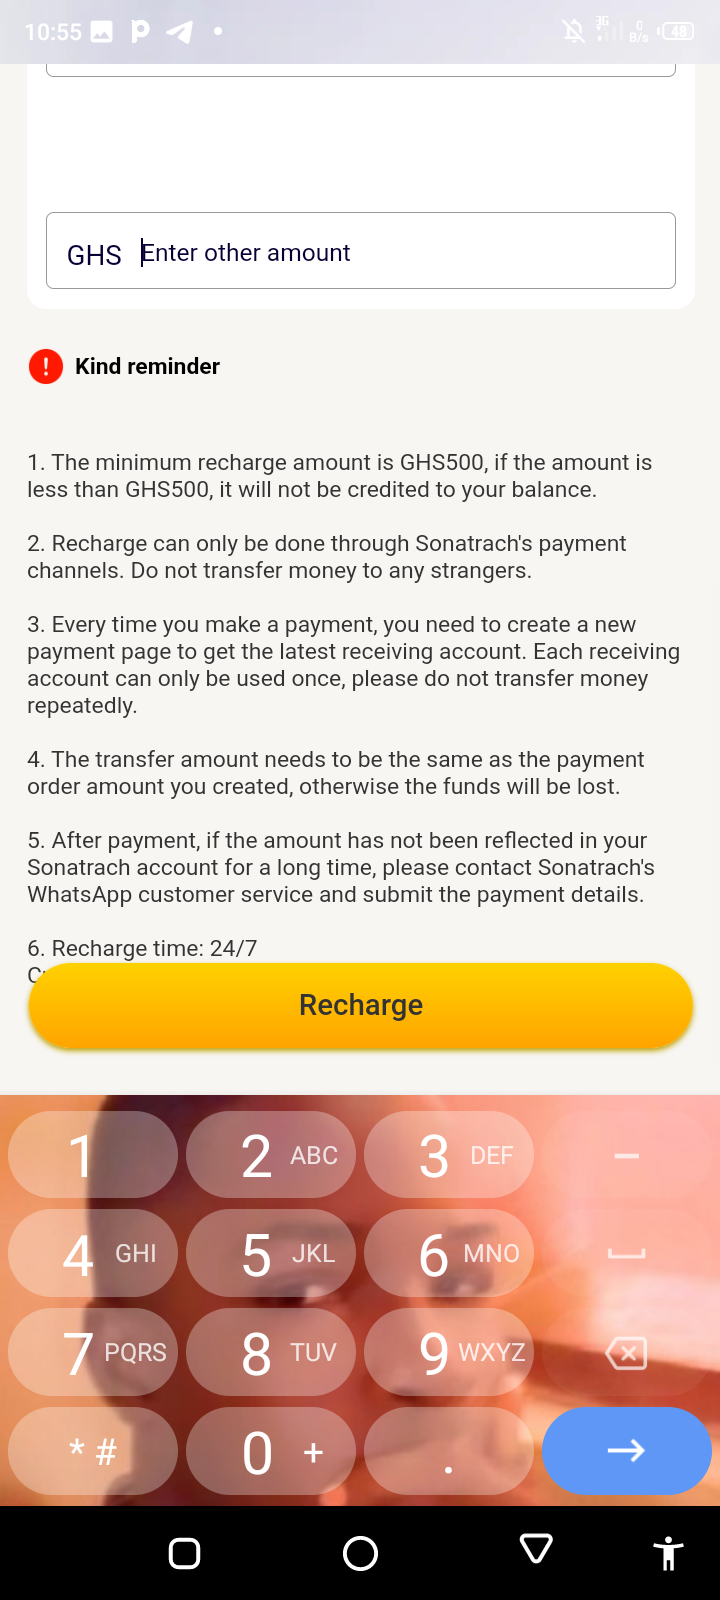 10:55
3G
0
B/s
48
GHS Enter other amount
Kind reminder
1. The minimum recharge amount is GHS500, if the amount is
less than GHS500, it will not be credited to your balance.
2. Recharge can only be done through Sonatrach's payment
channels. Do not transfer money to any strangers.
3. Every time you make a payment, you need to create a new
payment page to get the latest receiving account. Each receiving
account can only be used once, please do not transfer money
repeatedly.
4. The transfer amount needs to be the same as the payment
order amount you created, otherwise the funds will be lost.
5. After payment, if the amount has not been reflected in your
Sonatrach account for a long time, please contact Sonatrach's
WhatsApp customer service and submit the payment details.
6. Recharge time: 24/7
Recharge
1 2 ABC 3 DEF –
4 GHI 5 JKL 6 MNO
7 PQRS 8 TUV 9 WXYZ
* # 0 + .